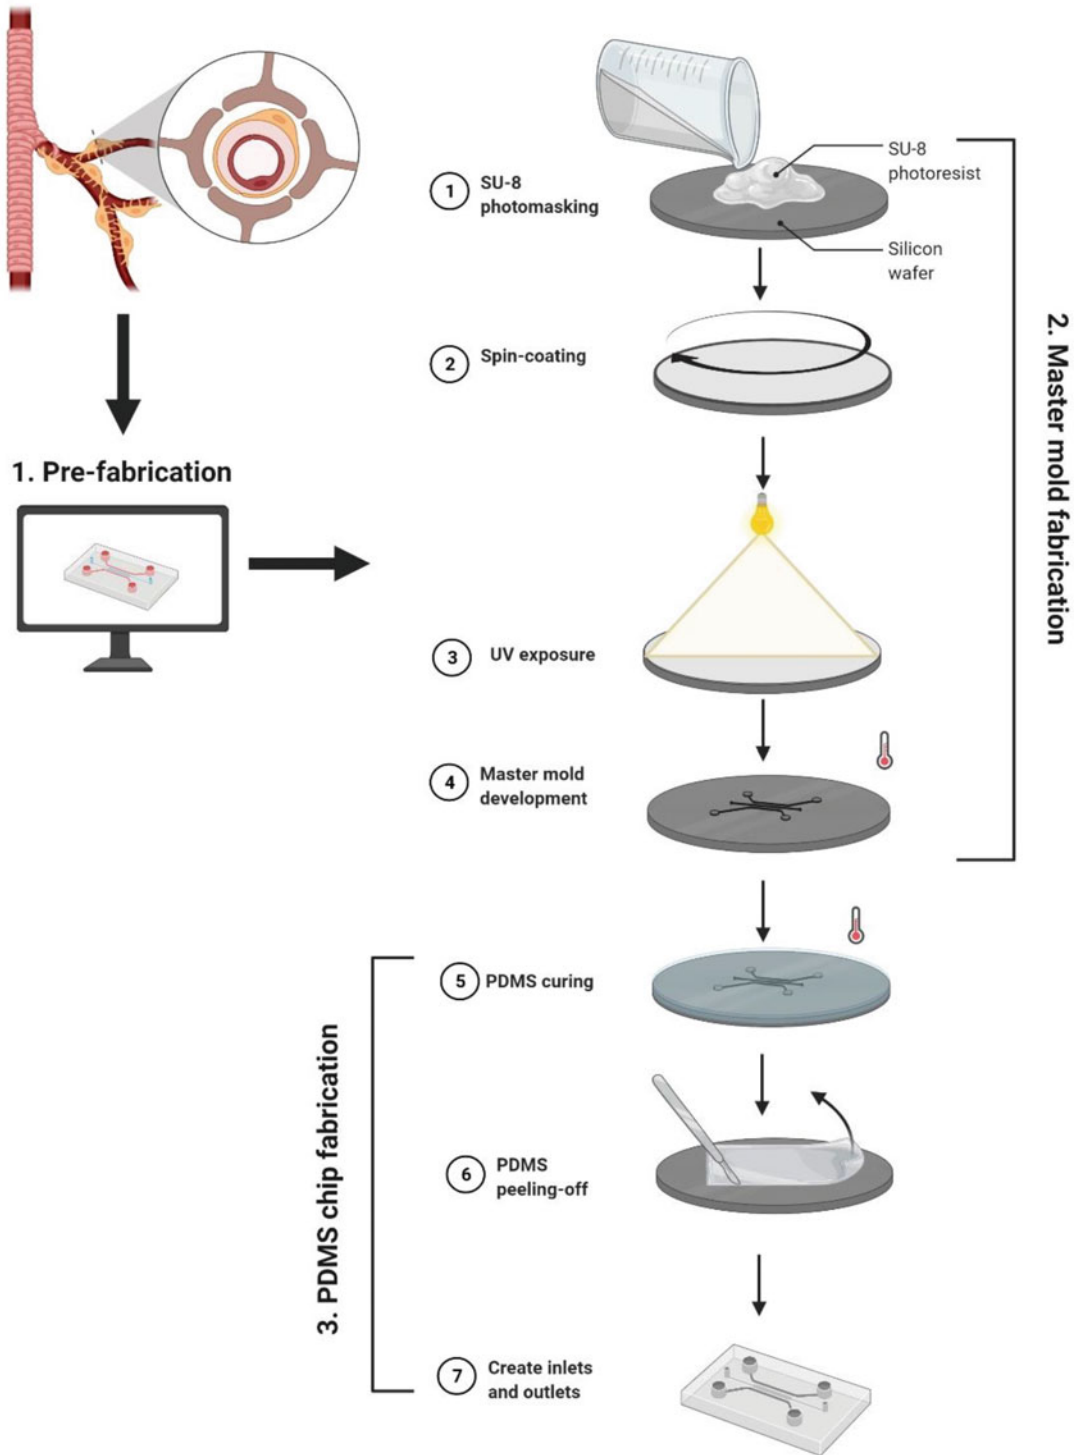 1. Pre-fabrication
1
SU-8
photomasking
SU-8
photoresist
Silicon
wafer
2
Spin-coating
3
UV exposure
4
Master mold
development
2. Master mold fabrication
5
PDMS curing
6
PDMS
peeling-off
7
Create inlets
and outlets
3. PDMS chip fabrication